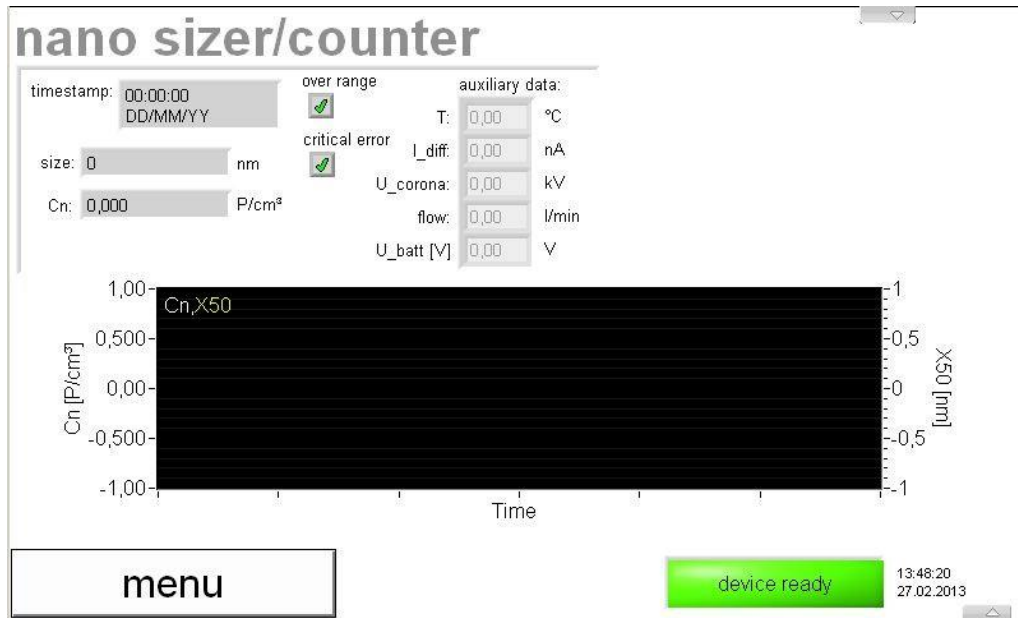 nano sizer/counter
timestamp: 00:00:00
DD/MM/YY
size: 0 nm
Cn: 0,000 P/cm³
over range
critical error
auxiliary data:
T: 0,00 °C
I_diff: 0,00 nA
U_corona: 0,00 kV
flow: 0,00 l/min
U_batt [V] 0,00 V
Cn,X50
1,00
0,500
0,00
-0,500
-1,00
Cn [P/cm³]
1
0,5
0
-0,5
-1
X50 [nm]
Time
menu
device ready
13:48:20
27.02.2013